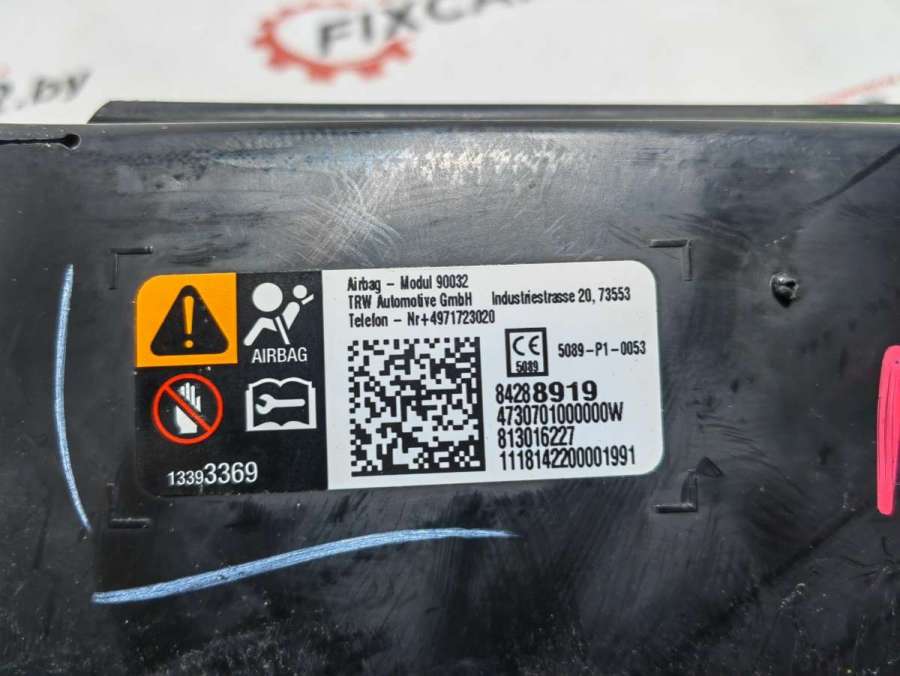 FIXCA
.by
Airbag - Modul 90032
TRW Automotive GmbH Industriestrasse 20, 73553
Telefon - Nr+4971723020
AIRBAG
CE
5089
5089-P1-0053
84288919
4730701000000W
813016227
1118142200001991
13393369